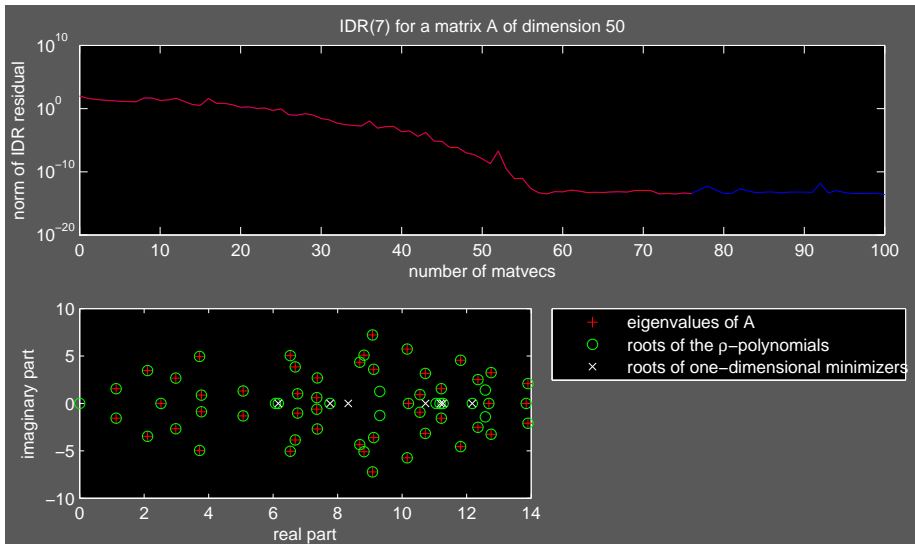 IDR(7) for a matrix A of dimension 50
norm of IDR residual
10^10
10^0
10^−10
10^−20
0 10 20 30 40 50 60 70 80 90 100
number of matvecs
imaginary part
10
5
0
−5
−10
0 2 4 6 8 10 12 14
real part
eigenvalues of A
roots of the ρ−polynomials
roots of one−dimensional minimizers